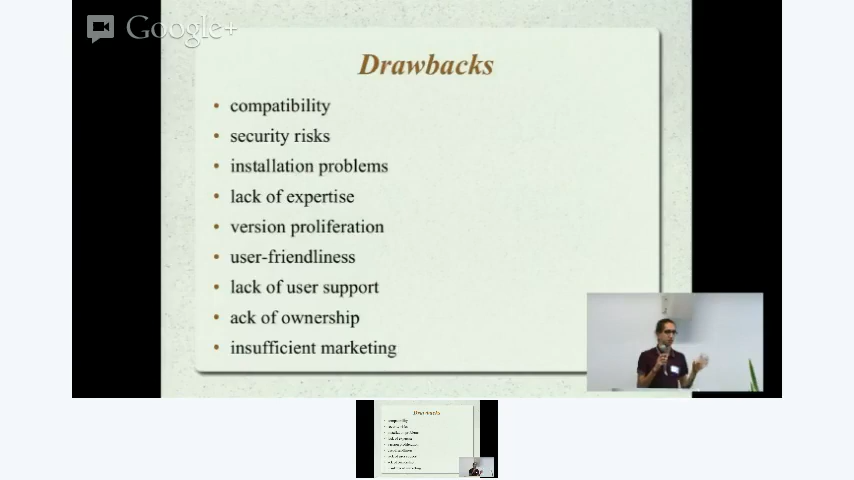 Google+
Drawbacks
• compatibility
• security risks
• installation problems
• lack of expertise
• version proliferation
• user-friendliness
• lack of user support
• ack of ownership
• insufficient marketing